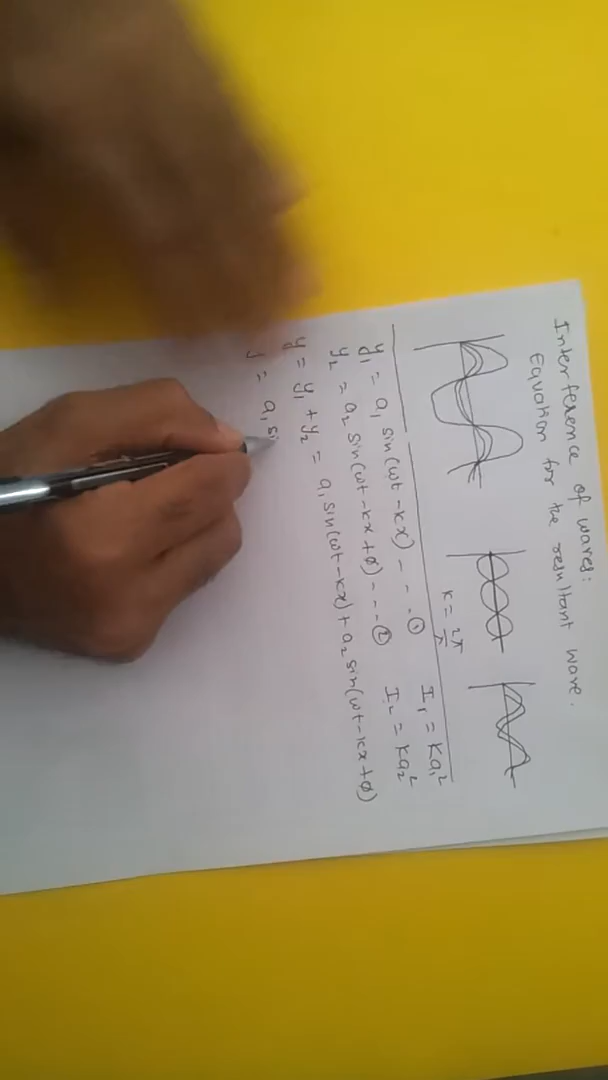 Interference of waves:
Equation for the resultant wave.
K = 2π/λ
y₁ = a₁ sin(ωt - kx) - - - ① I₁ = Ka₁²
y₂ = a₂ sin(ωt - kx + φ) - - - ② I₂ = Ka₂²
y = y₁ + y₂ = a₁ sin(ωt - kx) + a₂ sin(ωt - kx + φ)
y = a₁ si